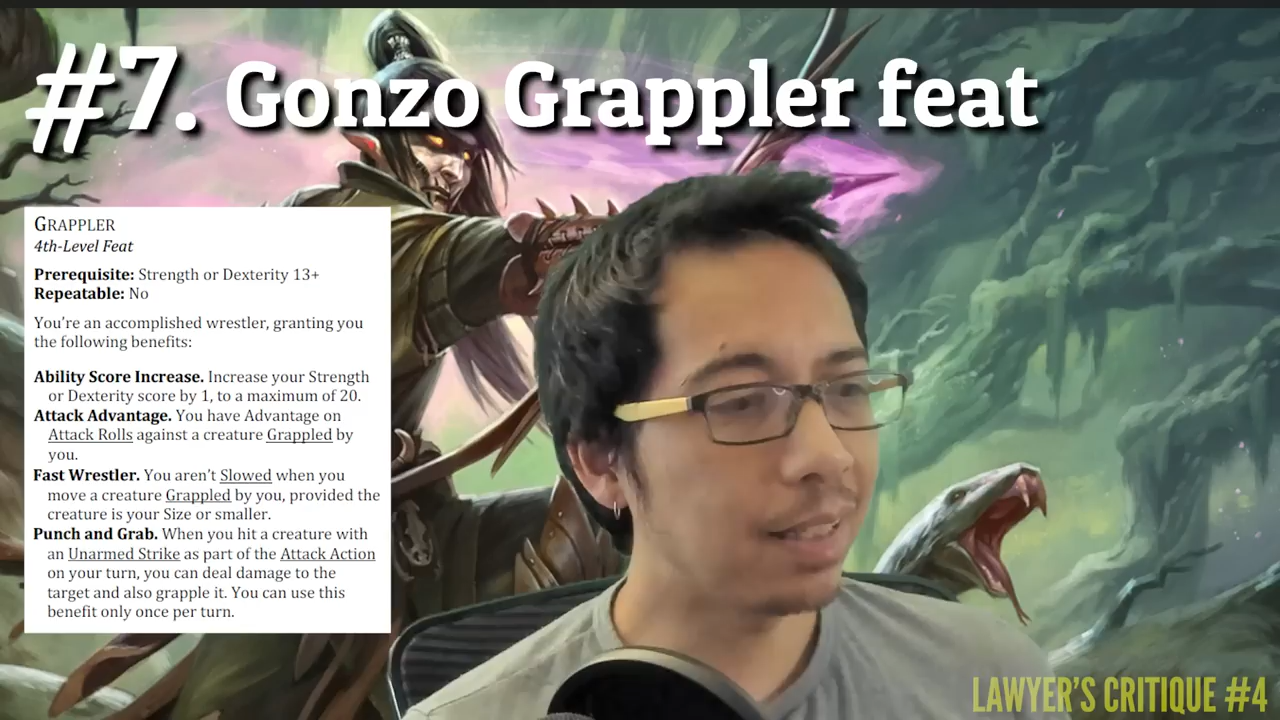 #7. Gonzo Grappler feat
GRAPPLER
4th-Level Feat
Prerequisite: Strength or Dexterity 13+
Repeatable: No
You're an accomplished wrestler, granting you
the following benefits:
Ability Score Increase. Increase your Strength
or Dexterity score by 1, to a maximum of 20.
Attack Advantage. You have Advantage on
Attack Rolls against a creature Grappled by
you.
Fast Wrestler. You aren't Slowed when you
move a creature Grappled by you, provided the
creature is your Size or smaller.
Punch and Grab. When you hit a creature with
an Unarmed Strike as part of the Attack Action
on your turn, you can deal damage to the
target and also grapple it. You can use this
benefit only once per turn.
LAWYER'S CRITIQUE #4